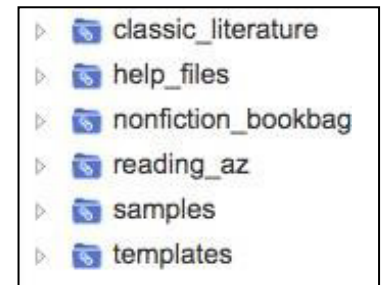 classic_literature
help_files
nonfiction_bookbag
reading_az
samples
templates